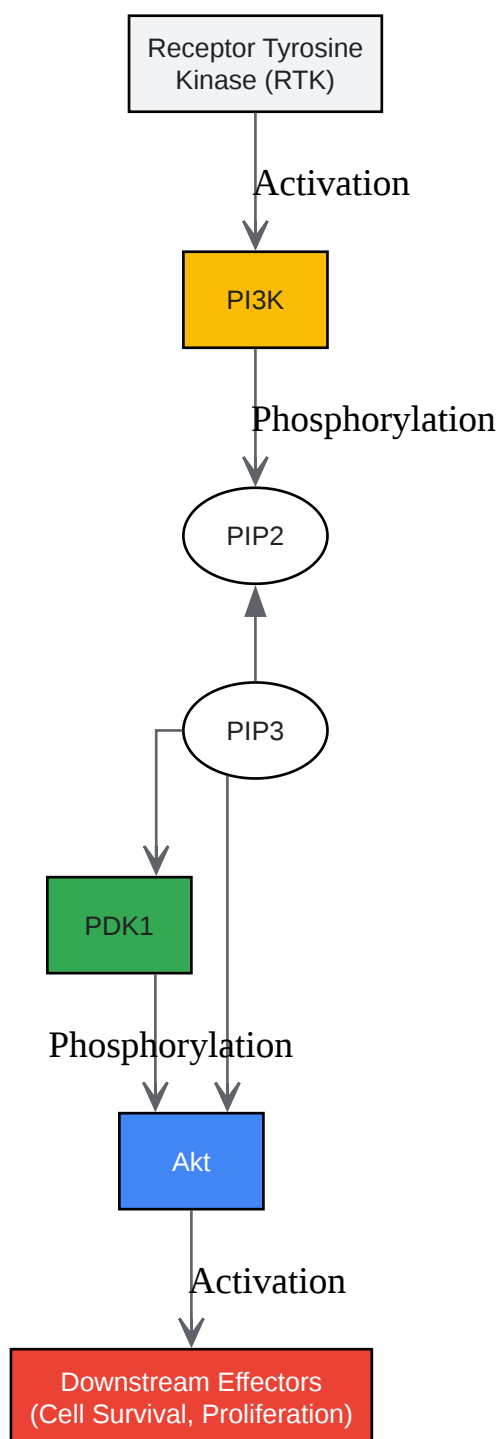 Receptor Tyrosine
Kinase (RTK)
Activation
PI3K
Phosphorylation
PIP2
PIP3
PDK1
Phosphorylation
Akt
Activation
Downstream Effectors
(Cell Survival, Proliferation)